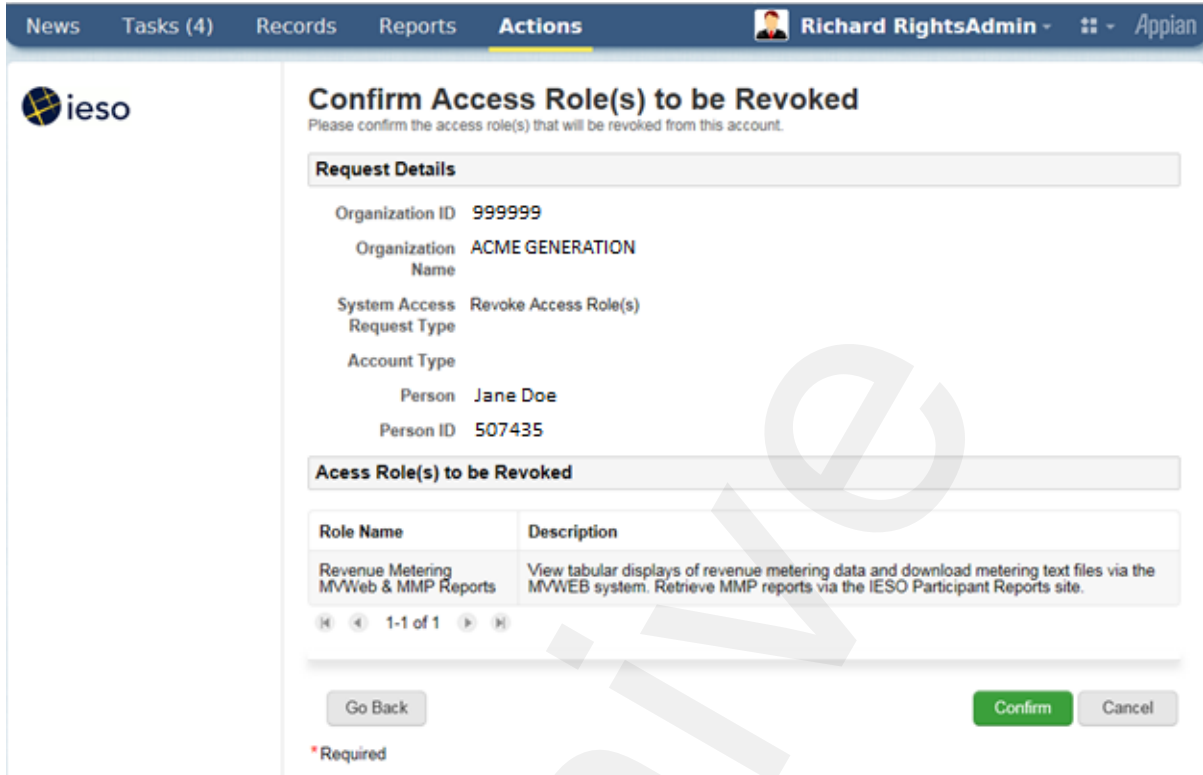 News Tasks (4) Records Reports Actions Richard RightsAdmin Appian
ieso
Confirm Access Role(s) to be Revoked
Please confirm the access role(s) that will be revoked from this account.
Request Details
Organization ID 999999
Organization ACME GENERATION
Name
System Access Revoke Access Role(s)
Request Type
Account Type
Person Jane Doe
Person ID 507435
Acess Role(s) to be Revoked
Role Name Description
Revenue Metering View tabular displays of revenue metering data and download metering text files via the
MVWeb & MMP Reports MVWEB system. Retrieve MMP reports via the IESO Participant Reports site.
1-1 of 1
Go Back Confirm Cancel
*Required